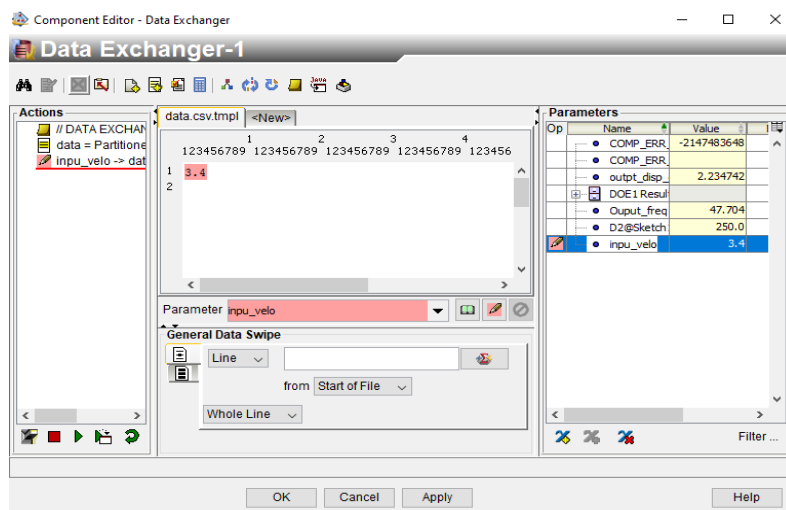 Component Editor - Data Exchanger
Data Exchanger-1
Actions
// DATA EXCHAN
data = Partitione
inpu_velo -> dat
data.csv.tmpl <New>
1 2 3 4
123456789 123456789 123456789 123456789 123456
1 3.4
2
Parameter inpu_velo
General Data Swipe
Line
from Start of File
Whole Line
Parameters
Op Name Value
COMP_ERR_ -2147483648
COMP_ERR_
outpt_disp_ 2.234742
DOE1 Resul
Ouput_freq 47.704
D2@Sketch 250.0
inpu_velo 3.4
Filter ...
OK Cancel Apply Help